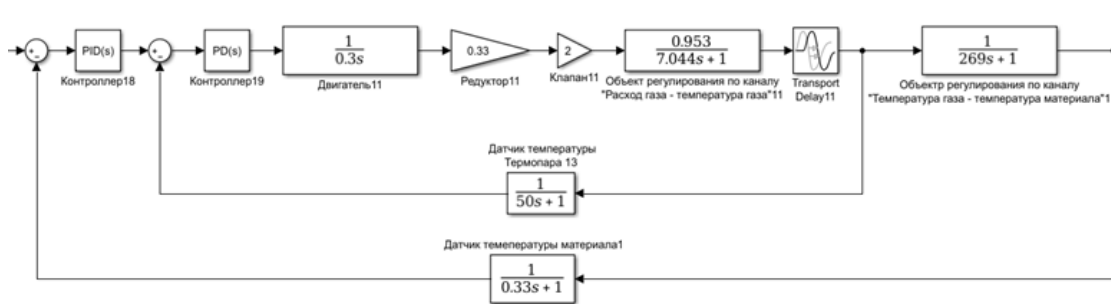 PID(s)
Контроллер18
PD(s)
Контроллер19
1
0.3s
Двигатель11
0.33
Редуктор11
2
Клапан11
0.953
7.044s + 1
Объект регулирования по каналу
"Расход газа - температура газа"11
Transport
Delay11
1
269s + 1
Объектр регулирования по каналу
"Температура газа - температура материала"1
Датчик температуры
Термопара 13
1
50s + 1
Датчик темепературы материала1
1
0.33s + 1